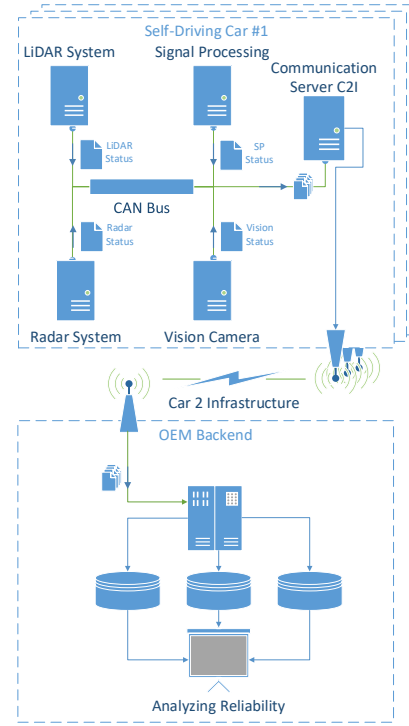 Self-Driving Car #1
LiDAR System
Signal Processing
Communication
Server C2I
LiDAR
Status
SP
Status
CAN Bus
Radar
Status
Vision
Status
Radar System
Vision Camera
Car 2 Infrastructure
OEM Backend
Analyzing Reliability